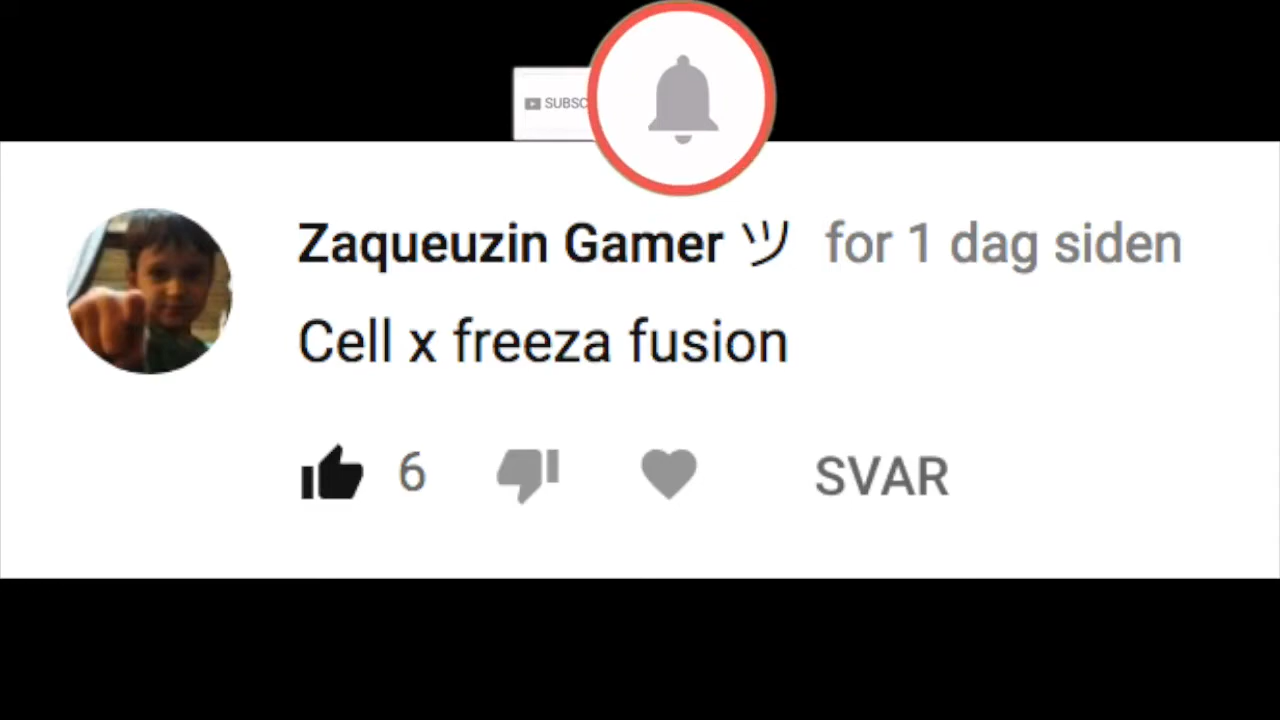 SUBSC
Zaqueuzin Gamer ツ for 1 dag siden
Cell x freeza fusion
6 SVAR